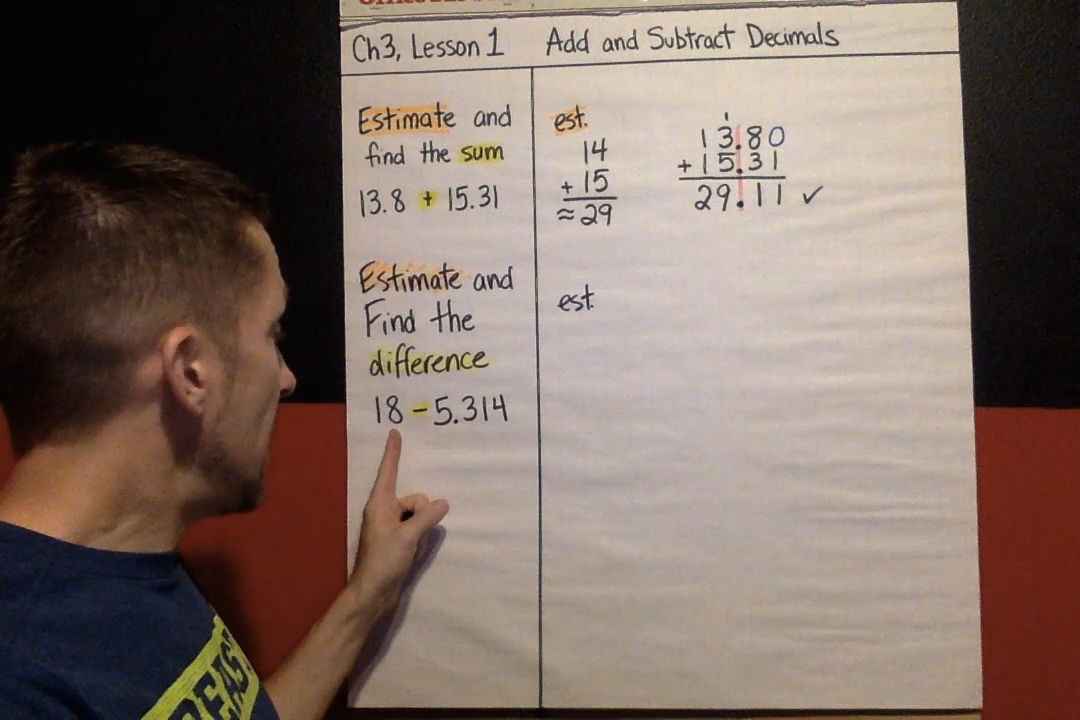 Ch3, Lesson 1 Add and Subtract Decimals
Estimate and
find the sum
13.8 + 15.31
est.
14
+ 15
≈ 29
1
13.80
+ 15.31
29.11 ✓
Estimate and
Find the
difference
18 - 5.314
est.